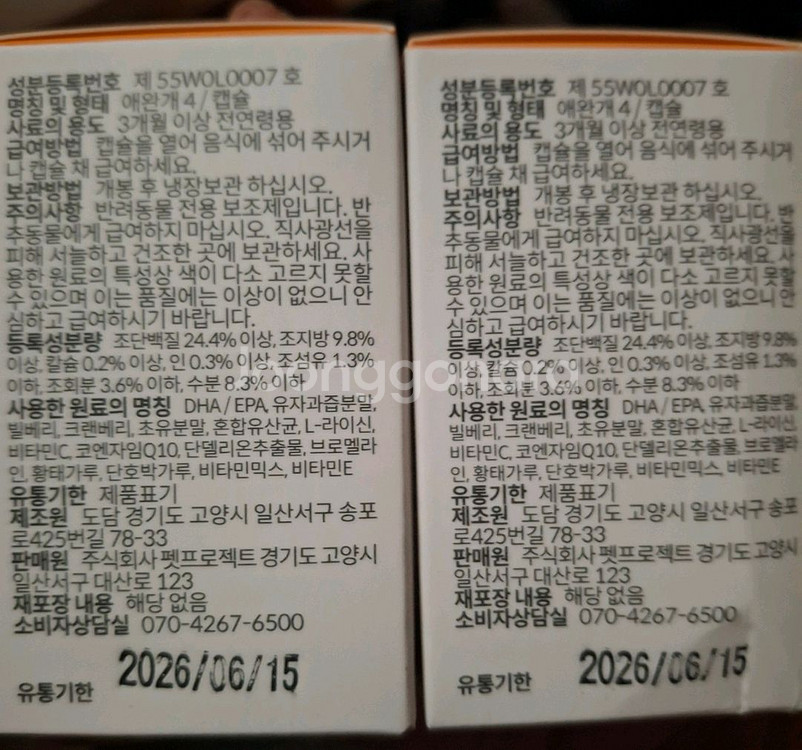 성분등록번호 제 55WOL0007 호
명칭 및 형태 애완개 4 / 캡슐
사료의 용도 3개월 이상 전연령용
급여방법 캡슐을 열어 음식에 섞어 주시거
나 캡슐 채 급여하세요.
보관방법 개봉 후 냉장보관 하십시오.
주의사항 반려동물 전용 보조제입니다. 반
추동물에게 급여하지 마십시오. 직사광선을
피해 서늘하고 건조한 곳에 보관하세요. 사
용한 원료의 특성상 색이 다소 고르지 못할
수 있으며 이는 품질에는 이상이 없으니 안
심하고 급여하시기 바랍니다.
등록성분량 조단백질 24.4% 이상, 조지방 9.8%
이상, 칼슘 0.2% 이상, 인 0.3% 이상, 조섬유 1.3%
이하, 조회분 3.6% 이하, 수분 8.3% 이하
사용한 원료의 명칭 DHA / EPA, 유자과즙분말,
빌베리, 크랜베리, 초유분말, 혼합유산균, L-라이신,
비타민C, 코엔자임Q10, 단델리온추출물, 브로멜라
인, 황태가루, 단호박가루, 비타민믹스, 비타민E
유통기한 제품표기
제조원 도담 경기도 고양시 일산서구 송포
로425번길 78-33
판매원 주식회사 펫프로젝트 경기도 고양시
일산서구 대산로 123
재포장 내용 해당 없음
소비자상담실 070-4267-6500
유통기한 2026/06/15
성분등록번호 제 55WOL0007 호
명칭 및 형태 애완개 4 / 캡슐
사료의 용도 3개월 이상 전연령용
급여방법 캡슐을 열어 음식에 섞어 주시거
나 캡슐 채 급여하세요.
보관방법 개봉 후 냉장보관 하십시오.
주의사항 반려동물 전용 보조제입니다. 반
추동물에게 급여하지 마십시오. 직사광선을
피해 서늘하고 건조한 곳에 보관하세요. 사
용한 원료의 특성상 색이 다소 고르지 못할
수 있으며 이는 품질에는 이상이 없으니 안
심하고 급여하시기 바랍니다.
등록성분량 조단백질 24.4% 이상, 조지방 9.8%
이상, 칼슘 0.2% 이상, 인 0.3% 이상, 조섬유 1.3%
이하, 조회분 3.6% 이하, 수분 8.3% 이하
사용한 원료의 명칭 DHA / EPA, 유자과즙분말,
빌베리, 크랜베리, 초유분말, 혼합유산균, L-라이신,
비타민C, 코엔자임Q10, 단델리온추출물, 브로멜라
인, 황태가루, 단호박가루, 비타민믹스, 비타민E
유통기한 제품표기
제조원 도담 경기도 고양시 일산서구 송포
로425번길 78-33
판매원 주식회사 펫프로젝트 경기도 고양시
일산서구 대산로 123
재포장 내용 해당 없음
소비자상담실 070-4267-6500
유통기한 2026/06/15